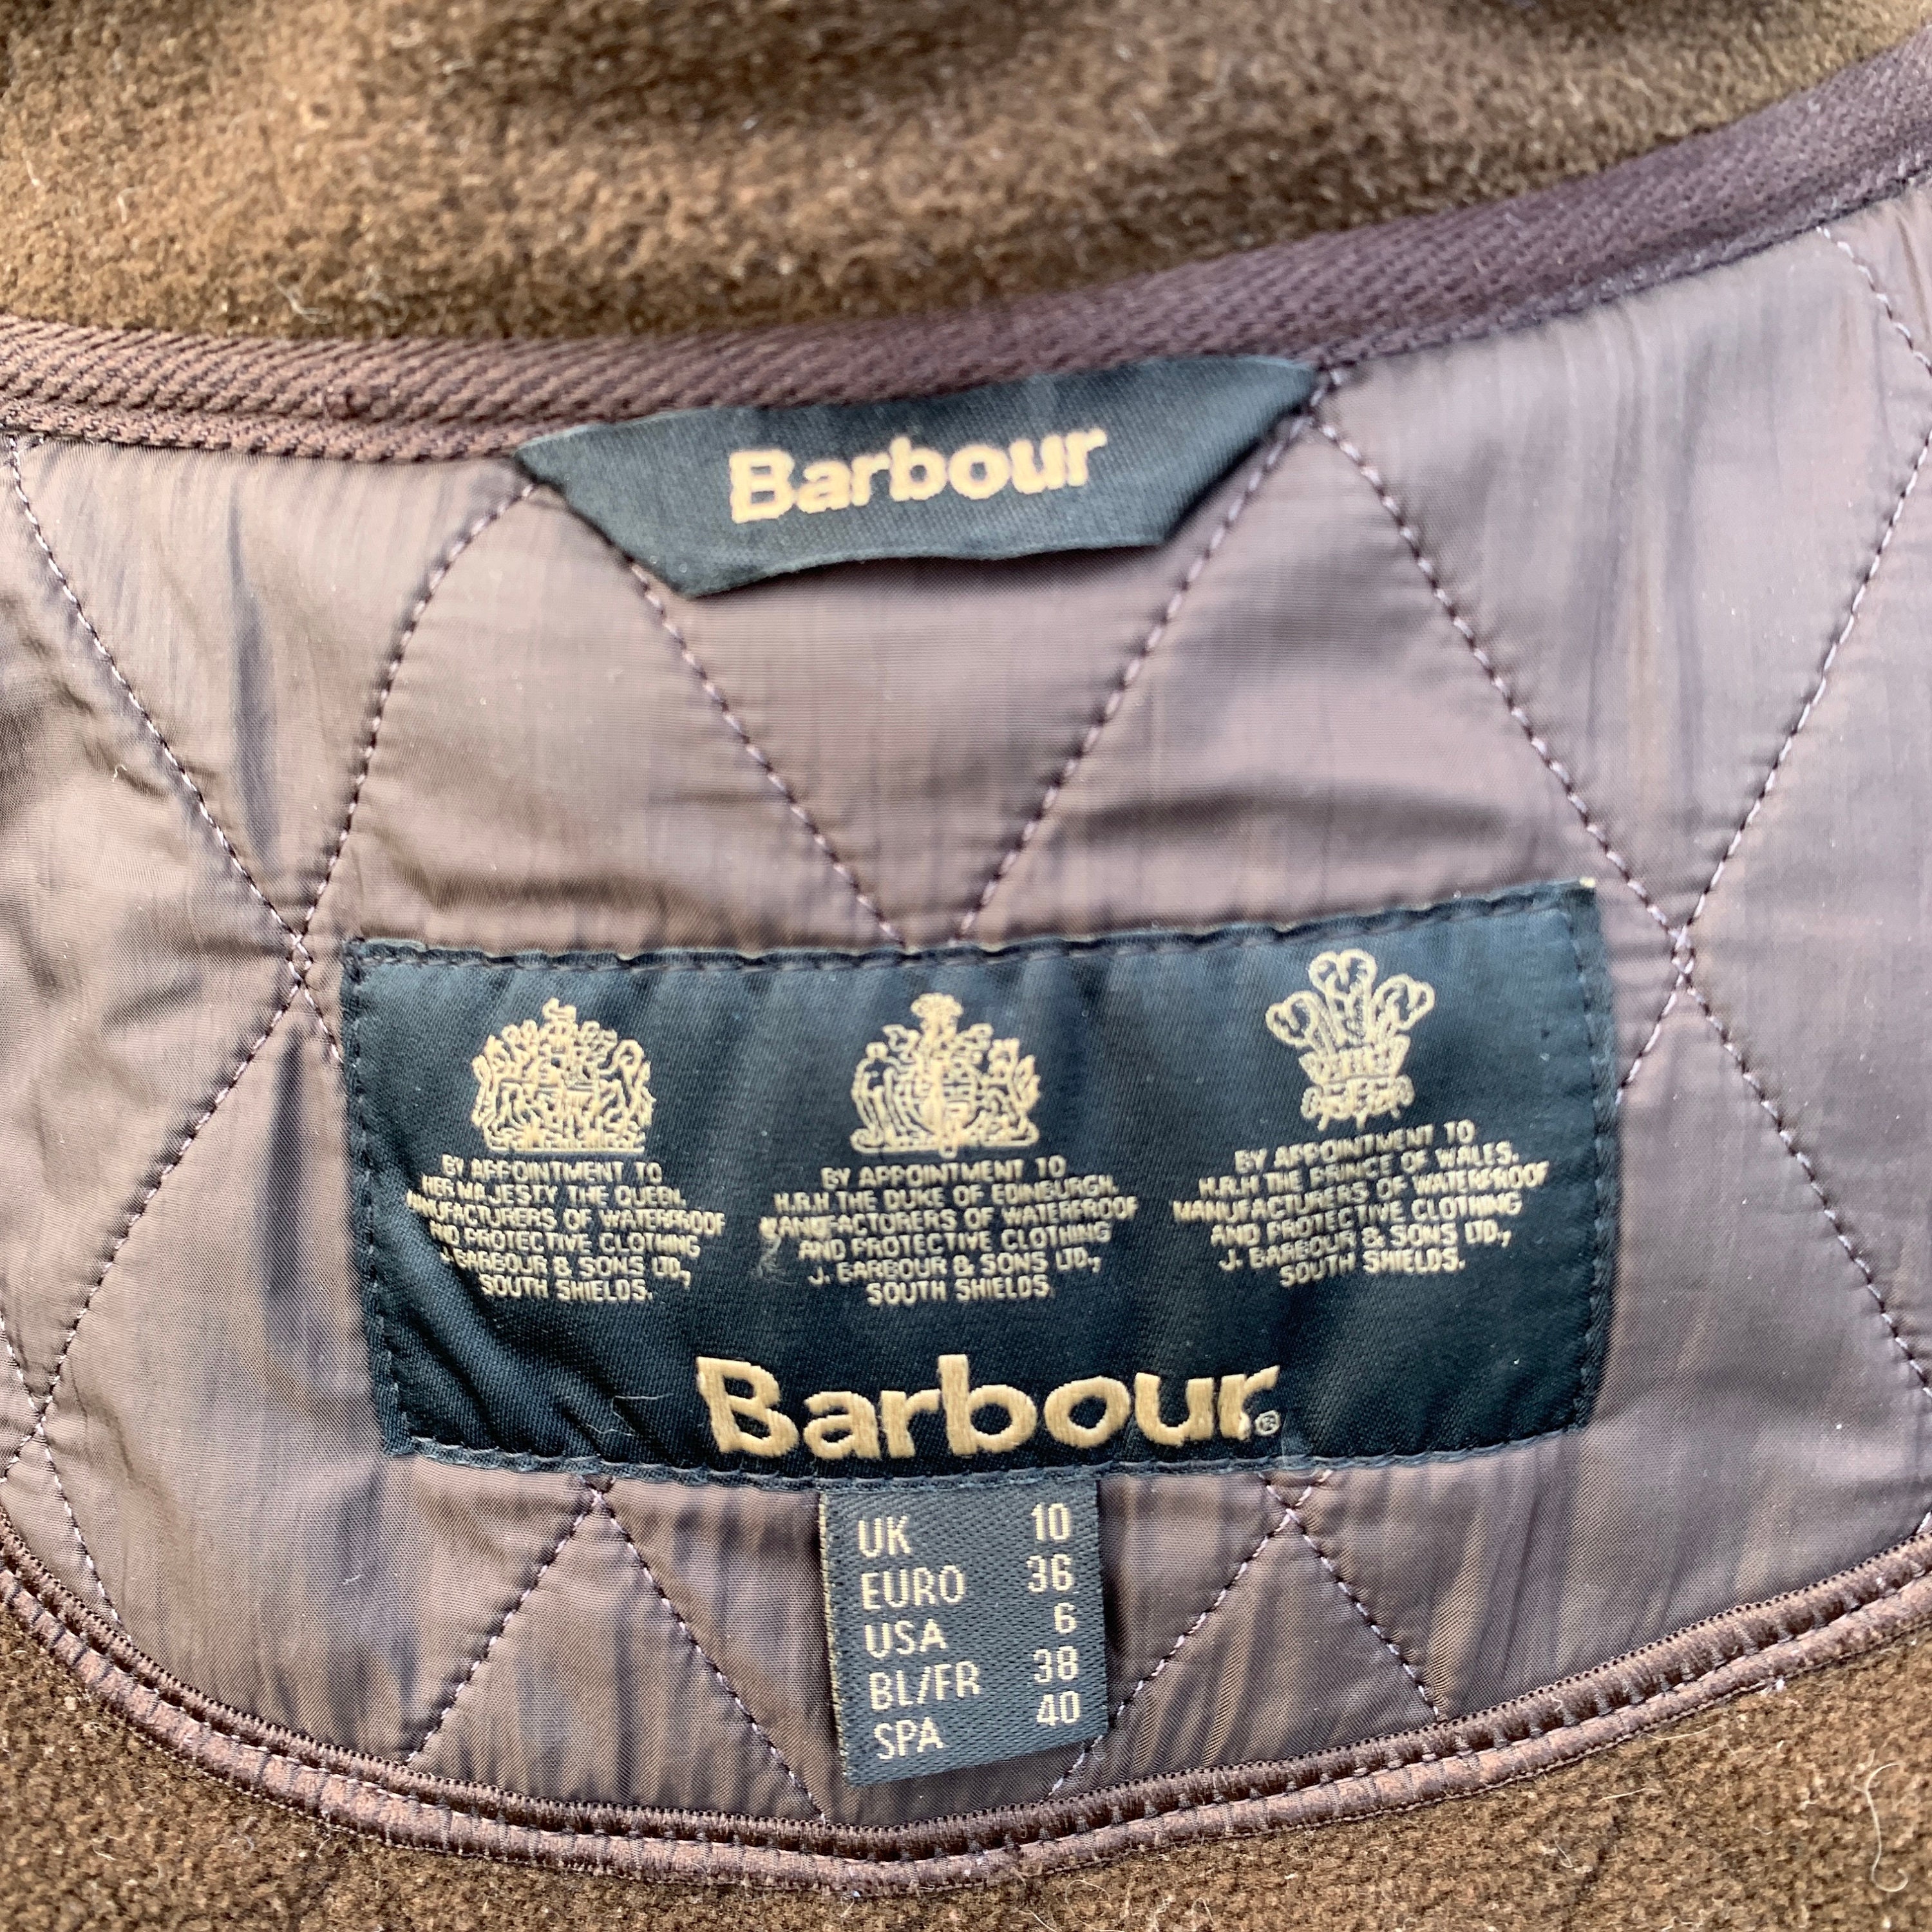 Barbour
BY APPOINTMENT TO
HER MAJESTY THE QUEEN.
MANUFACTURERS OF WATERPROOF
AND PROTECTIVE CLOTHING
J. BARBOUR & SONS LTD.,
SOUTH SHIELDS.
BY APPOINTMENT TO
H.R.H THE DUKE OF EDINBURGH.
MANUFACTURERS OF WATERPROOF
AND PROTECTIVE CLOTHING
J. BARBOUR & SONS LTD.,
SOUTH SHIELDS.
BY APPOINTMENT TO
H.R.H THE PRINCE OF WALES.
MANUFACTURERS OF WATERPROOF
AND PROTECTIVE CLOTHING
J. BARBOUR & SONS LTD.,
SOUTH SHIELDS.
Barbour®
UK 10
EURO 36
USA 6
BL/FR 38
SPA 40